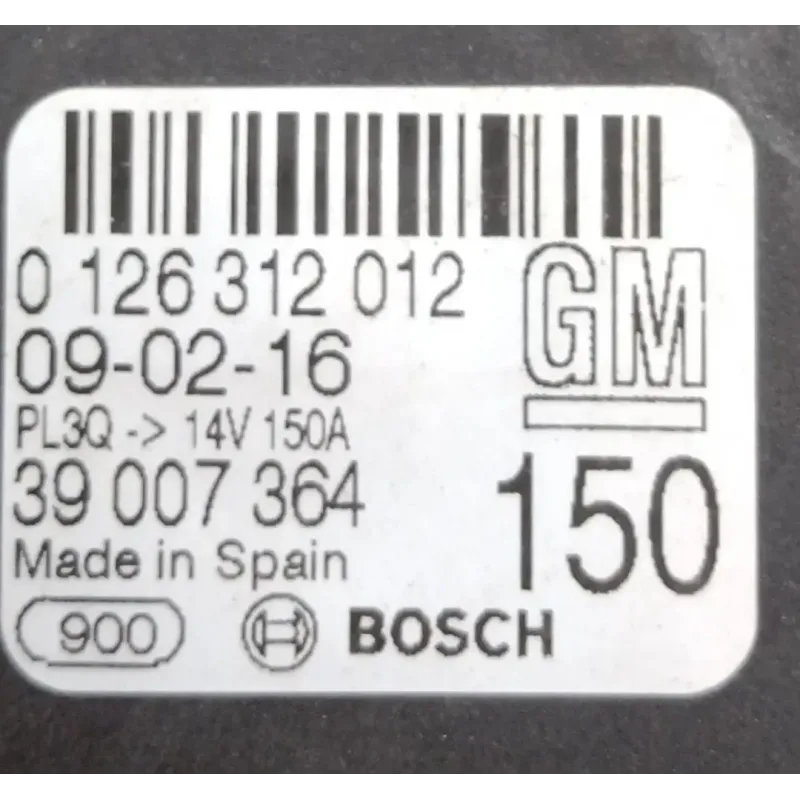 0 126 312 012
GM
09-02-16
PL3Q -> 14V 150A
39 007 364
150
Made in Spain
900
BOSCH